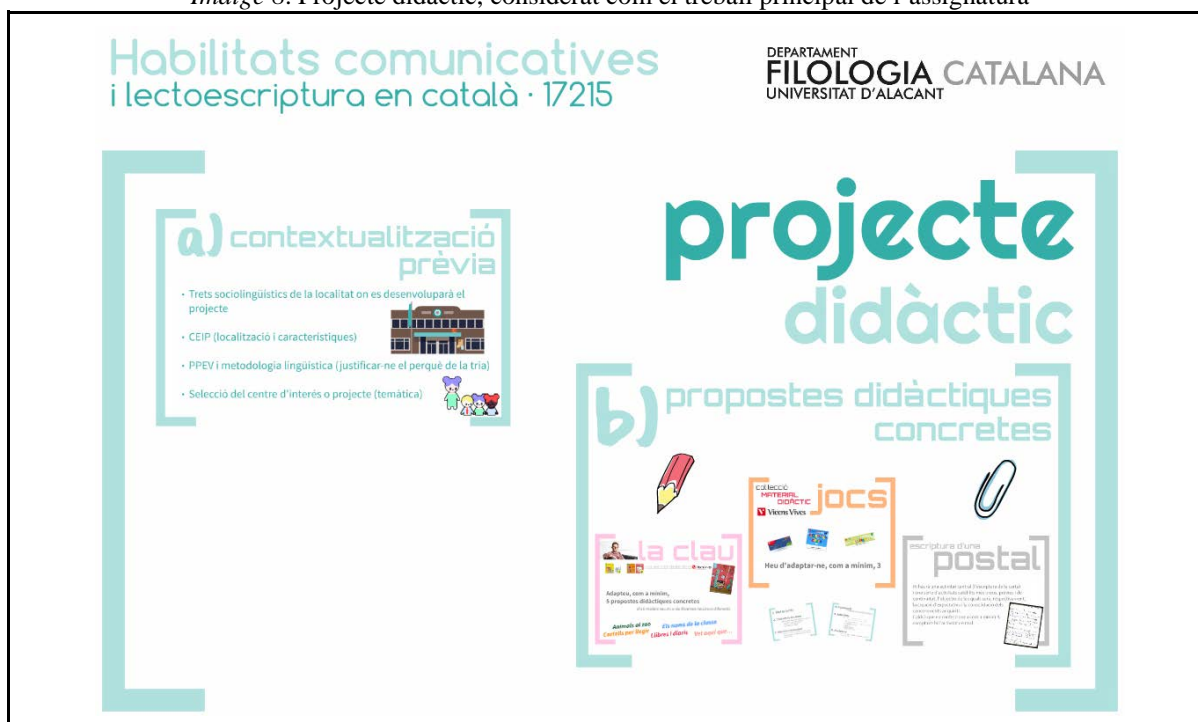 Imatge 8. Projecte didàctic, considerat com el treball principal de l'assignatura
Habilitats comunicatives
i lectoescriptura en català · 17215
DEPARTAMENT
FILOLOGIA CATALANA
UNIVERSITAT D'ALACANT
projecte
didàctic
a) contextualització
prèvia
• Trets sociolingüístics de la localitat on es desenvoluparà el
projecte
• CEIP (localització i característiques)
• PPEV i metodologia lingüística (justificar-ne el perquè de la tria)
• Selecció del centre d'interés o projecte (temàtica)
b) propostes didàctiques
concretes
col·lecció
MATERIAL
DIDÀCTIC
Vicens Vives
jocs
Heu d'adaptar-ne, com a mínim, 3
la clau
Adapteu, com a mínim,
5 propostes didàctiques concretes
Animals al zoo
Els noms de la classe
Cartells per llegir
Llibres i diaris
Set aquí que ...
escriptura d'una
postal